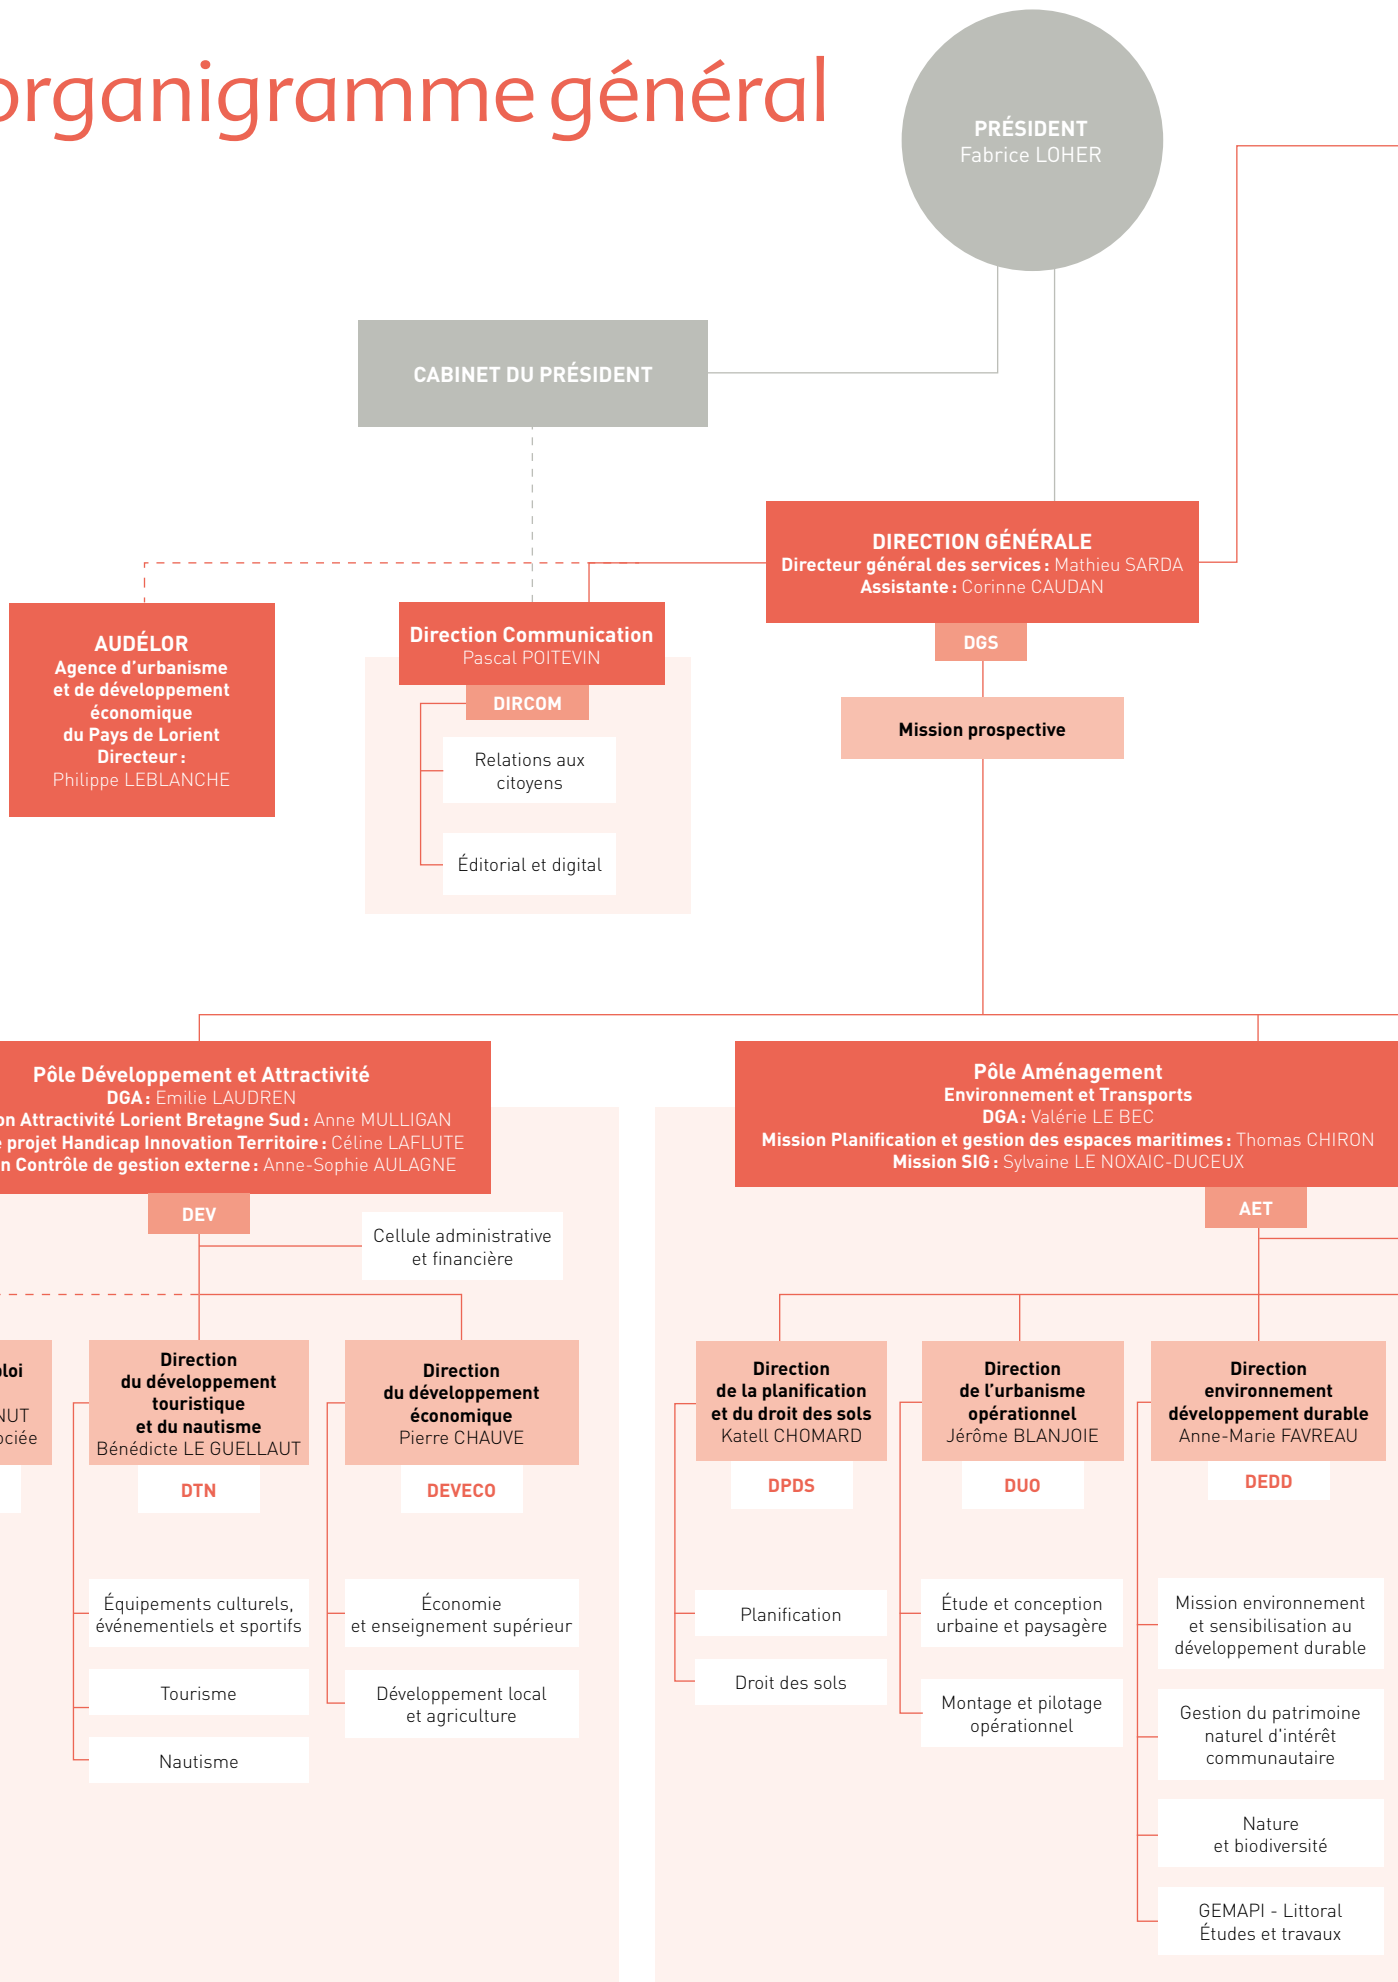 organigramme général
PRÉSIDENT
Fabrice LOHER
CABINET DU PRÉSIDENT
DIRECTION GÉNÉRALE
Directeur général des services : Mathieu SARDA
Assistante : Corinne CAUDAN
DGS
Mission prospective
AUDÉLOR
Agence d'urbanisme
et de développement
économique
du Pays de Lorient
Directeur :
Philippe LEBLANCHE
Direction Communication
Pascal POITEVIN
DIRCOM
Relations aux
citoyens
Éditorial et digital
Pôle Développement et Attractivité
DGA : Emilie LAUDREN
on Attractivité Lorient Bretagne Sud : Anne MULLIGAN
projet Handicap Innovation Territoire : Céline LAFLUTE
n Contrôle de gestion externe : Anne-Sophie AULAGNE
DEV
Cellule administrative
et financière
loi
NUT
ociée
Direction
du développement
touristique
et du nautisme
Bénédicte LE GUELLAUT
DTN
Équipements culturels,
événementiels et sportifs
Tourisme
Nautisme
Direction
du développement
économique
Pierre CHAUVE
DEVECO
Économie
et enseignement supérieur
Développement local
et agriculture
Pôle Aménagement
Environnement et Transports
DGA : Valérie LE BEC
Mission Planification et gestion des espaces maritimes : Thomas CHIRON
Mission SIG : Sylvaine LE NOXAIC-DUCEUX
AET
Direction
de la planification
et du droit des sols
Katell CHOMARD
DPDS
Planification
Droit des sols
Direction
de l'urbanisme
opérationnel
Jérôme BLANJOIE
DUO
Étude et conception
urbaine et paysagère
Montage et pilotage
opérationnel
Direction
environnement
développement durable
Anne-Marie FAVREAU
DEDD
Mission environnement
et sensibilisation au
développement durable
Gestion du patrimoine
naturel d'intérêt
communautaire
Nature
et biodiversité
GEMAPI - Littoral
Études et travaux